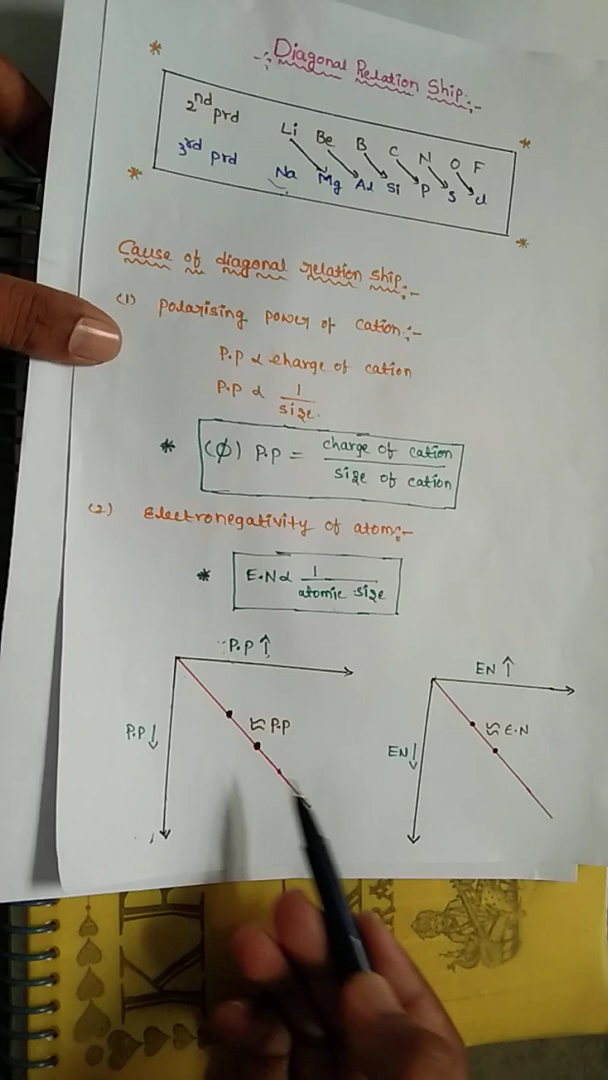 -: Diagonal Relation Ship:-
2nd prd Li Be B C N O F
3rd prd Na Mg Al Si P S Cl
Cause of diagonal relation ship:-
(1) Polarising power of cation:-
P.P ∝ charge of cation
P.P ∝ 1/size.
* (φ) P.P = charge of cation / size of cation
(2) Electronegativity of atom:-
* E.N ∝ 1/atomic size
P.P ↑
P.P ↓
≈ P.P
EN ↑
EN ↓
≈ E.N